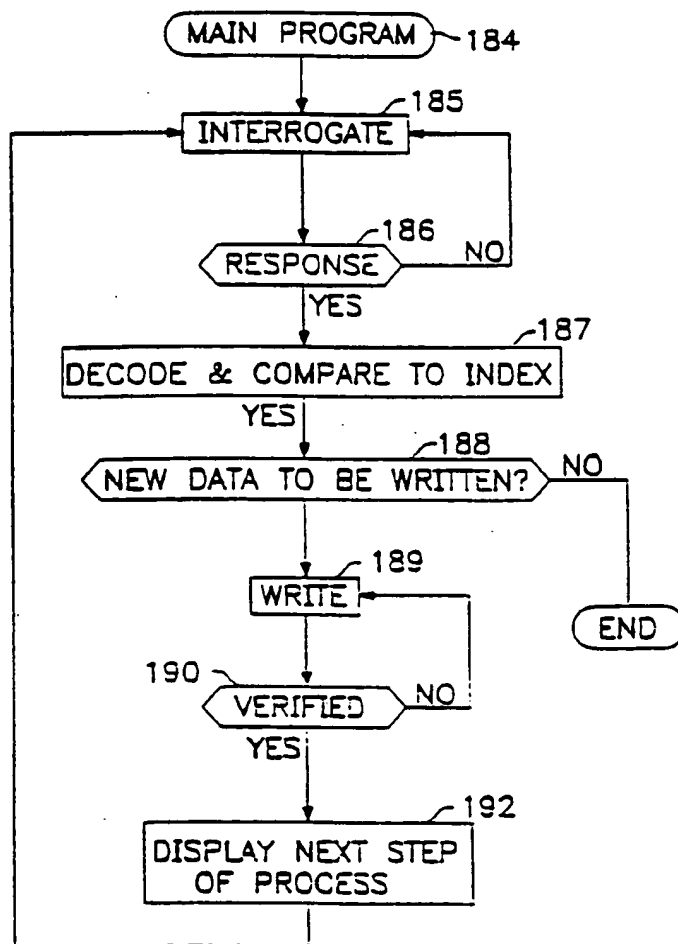 MAIN PROGRAM
184
185
INTERROGATE
186
RESPONSE
NO
YES
187
DECODE & COMPARE TO INDEX
YES
188
NEW DATA TO BE WRITTEN?
NO
189
WRITE
END
190
VERIFIED
NO
YES
192
DISPLAY NEXT STEP
OF PROCESS